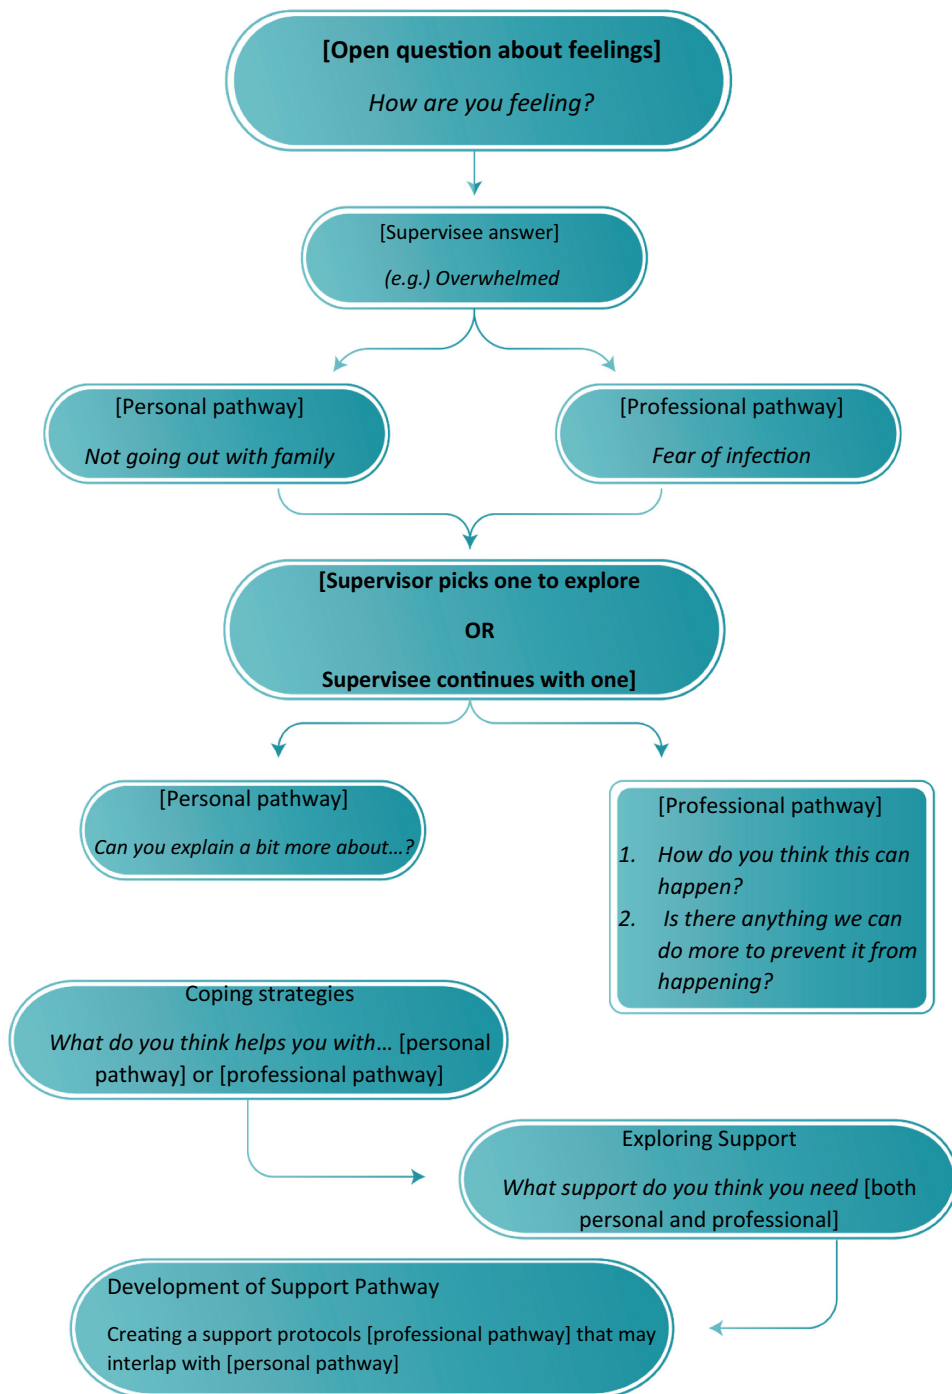 [Open question about feelings]
How are you feeling?
[Supervisee answer]
(e.g.) Overwhelmed
[Personal pathway]
Not going out with family
[Professional pathway]
Fear of infection
[Supervisor picks one to explore
OR
Supervisee continues with one]
[Personal pathway]
Can you explain a bit more about…?
[Professional pathway]
1. How do you think this can
happen?
2. Is there anything we can
do more to prevent it from
happening?
Coping strategies
What do you think helps you with… [personal
pathway] or [professional pathway]
Exploring Support
What support do you think you need [both
personal and professional]
Development of Support Pathway
Creating a support protocols [professional pathway] that may
interlap with [personal pathway]